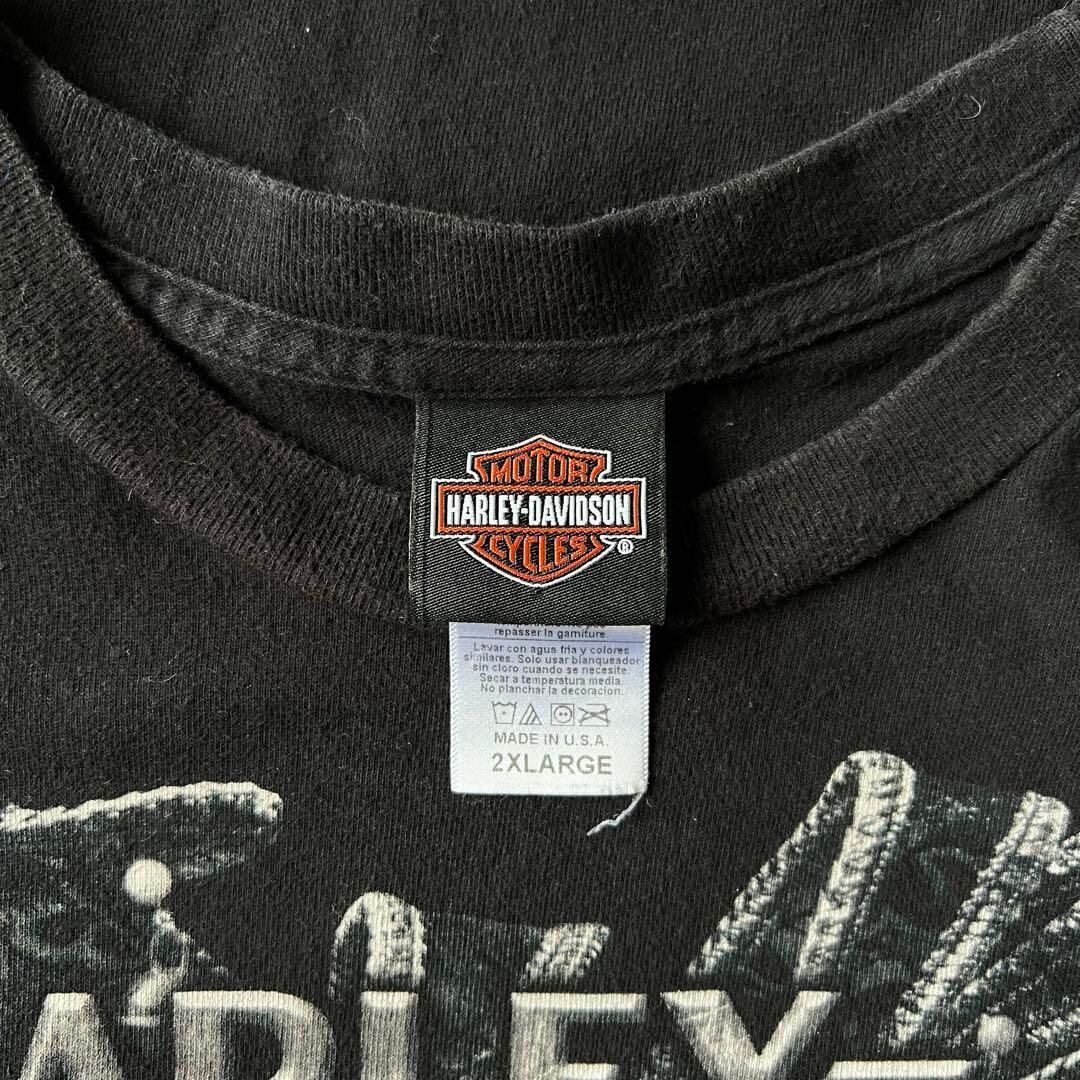 MOTOR
HARLEY-DAVIDSON
CYCLES®
repasser la garniture.
Lavar con agua fria y colores
similares. Solo usar blanqueador
sin cloro cuando se necesite.
Secar a temperatura media.
No planchar la decoracion.
MADE IN U.S.A.
2XLARGE
ARLEY-